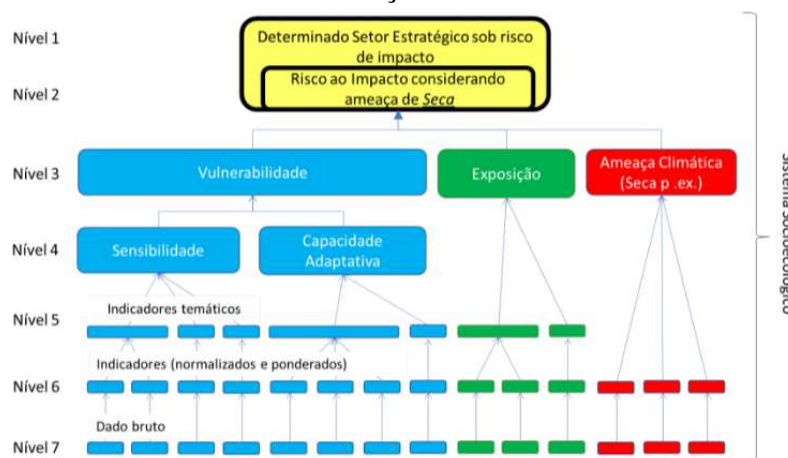 Nível 1
Determinado Setor Estratégico sob risco
de impacto
Nível 2
Risco ao Impacto considerando
ameaça de Seca
Nível 3
Vulnerabilidade
Exposição
Ameaça Climática
(Seca p .ex.)
Nível 4
Sensibilidade
Capacidade
Adaptativa
Nível 5
Indicadores temáticos
Indicadores (normalizados e ponderados)
Nível 6
Dado bruto
Nível 7
Sistema Socioecológico